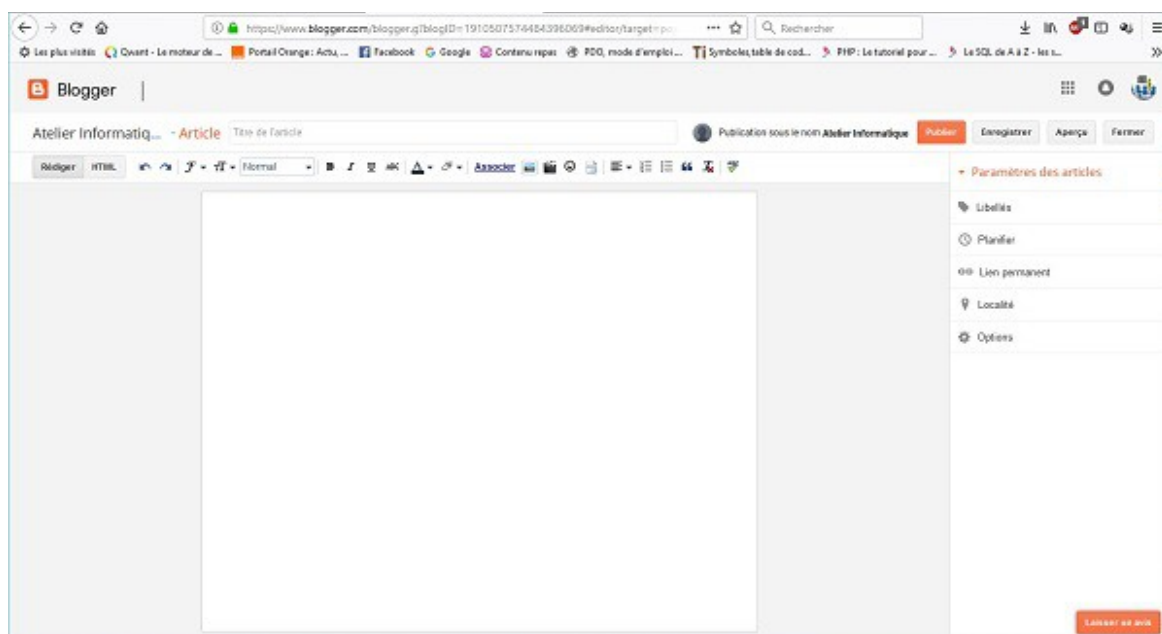 https://www.blogger.com/blogger.g?blogID=1910507574484396069#editor/target=po
Rechercher
Les plus visités Qwant - Le moteur de ... Portail Orange : Actu, ... Facebook Google Contenu repas PDO, mode d'emploi ... Symboles, table de cod... PHP : Le tutoriel pour ... Le SQL de A à Z - les s...
Blogger
Atelier Informatiq... - Article Titre de l'article Publication sous le nom Atelier Informatique Publier Enregistrer Aperçu Fermer
Rédiger HTML Normal Associer
Paramètres des articles
Libellés
Planifier
Lien permanent
Localité
Options
Laisser un avis